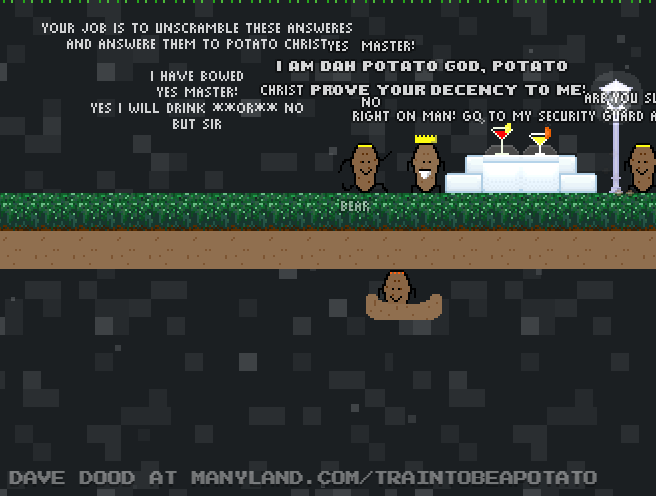 YOUR JOB IS TO UNSCRAMBLE THESE ANSWERES
AND ANSWERE THEM TO POTATO CHRIST
YES MASTER!
I AM DAH POTATO GOD, POTATO
CHRIST PROVE YOUR DECENCY TO ME!
I HAVE BOWED
YES MASTER!
YES I WILL DRINK **OR** NO
BUT SIR
NO
ARE YOU
RIGHT ON MAN! GO TO MY SECURITY GUARD
BEAR
DAVE DOOD AT MANYLAND.COM/TRAINTOBEAPOTATO